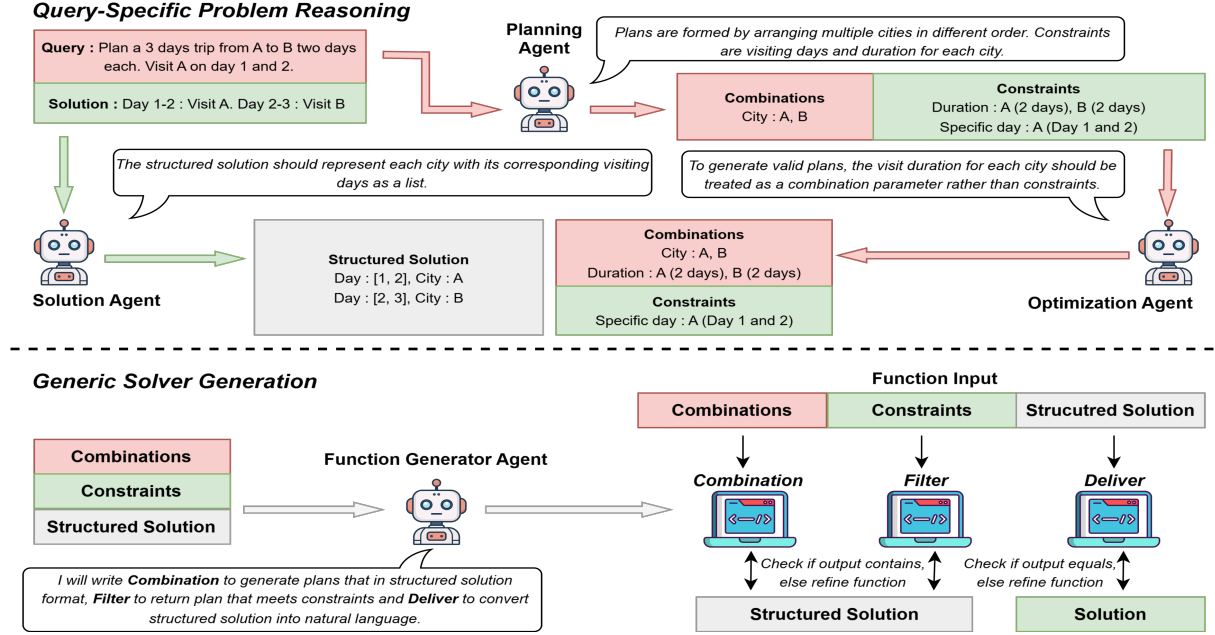 Query-Specific Problem Reasoning
Query : Plan a 3 days trip from A to B two days
each. Visit A on day 1 and 2.
Solution : Day 1-2 : Visit A. Day 2-3 : Visit B
Planning
Agent
Plans are formed by arranging multiple cities in different order. Constraints
are visiting days and duration for each city.
Combinations
City : A, B
Constraints
Duration : A (2 days), B (2 days)
Specific day : A (Day 1 and 2)
The structured solution should represent each city with its corresponding visiting
days as a list.
To generate valid plans, the visit duration for each city should be
treated as a combination parameter rather than constraints.
Solution Agent
Structured Solution
Day : [1, 2], City : A
Day : [2, 3], City : B
Combinations
City : A, B
Duration : A (2 days), B (2 days)
Constraints
Specific day : A (Day 1 and 2)
Optimization Agent
Generic Solver Generation
Combinations
Constraints
Structured Solution
Function Generator Agent
I will write Combination to generate plans that in structured solution
format, Filter to return plan that meets constraints and Deliver to convert
structured solution into natural language.
Function Input
Combinations
Constraints
Strucutred Solution
Combination
Filter
Deliver
Check if output contains,
else refine function
Check if output equals,
else refine function
Structured Solution
Solution